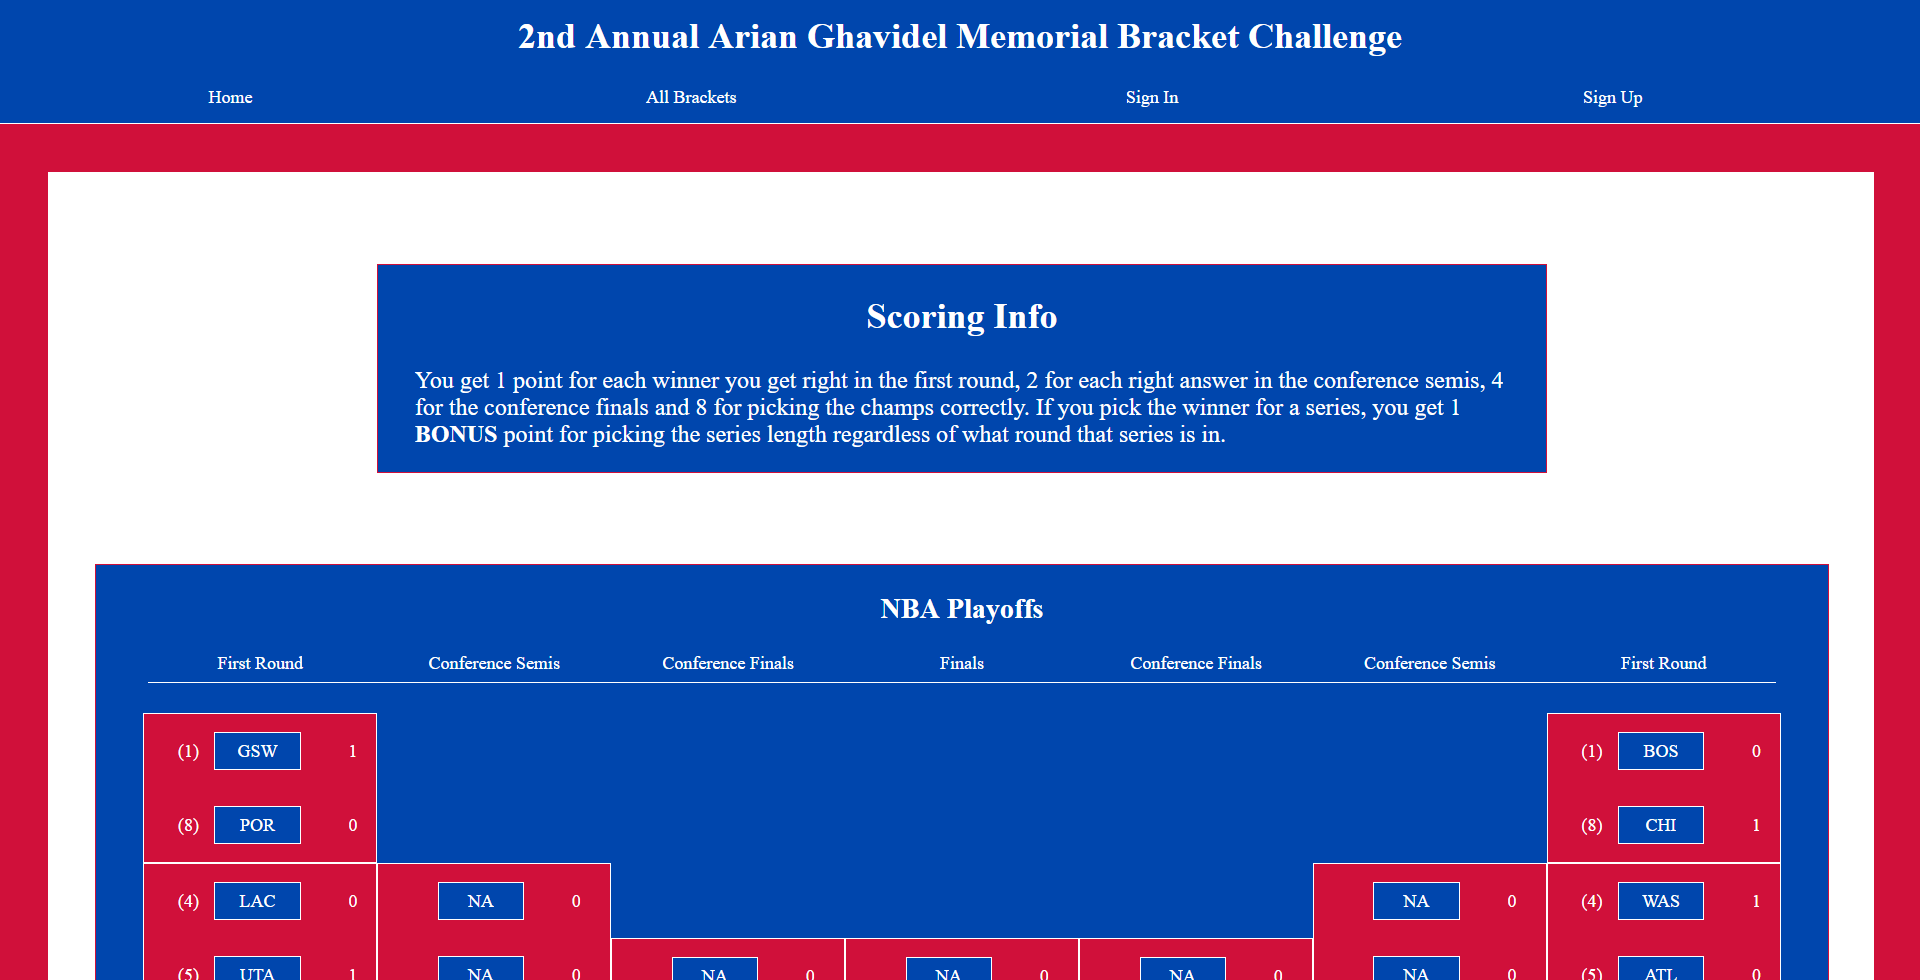 2nd Annual Arian Ghavidel Memorial Bracket Challenge
Home All Brackets Sign In Sign Up
Scoring Info
You get 1 point for each winner you get right in the first round, 2 for each right answer in the conference semis, 4
for the conference finals and 8 for picking the champs correctly. If you pick the winner for a series, you get 1
BONUS point for picking the series length regardless of what round that series is in.
NBA Playoffs
First Round Conference Semis Conference Finals Finals Conference Finals Conference Semis First Round
(1) GSW 1 (1) BOS 0
(8) POR 0 (8) CHI 1
(4) LAC 0 NA 0 NA 0 (4) WAS 1
(5) UTA 1 NA 0 NA 0 NA 0 NA 0 NA 0 (5) ATL 0